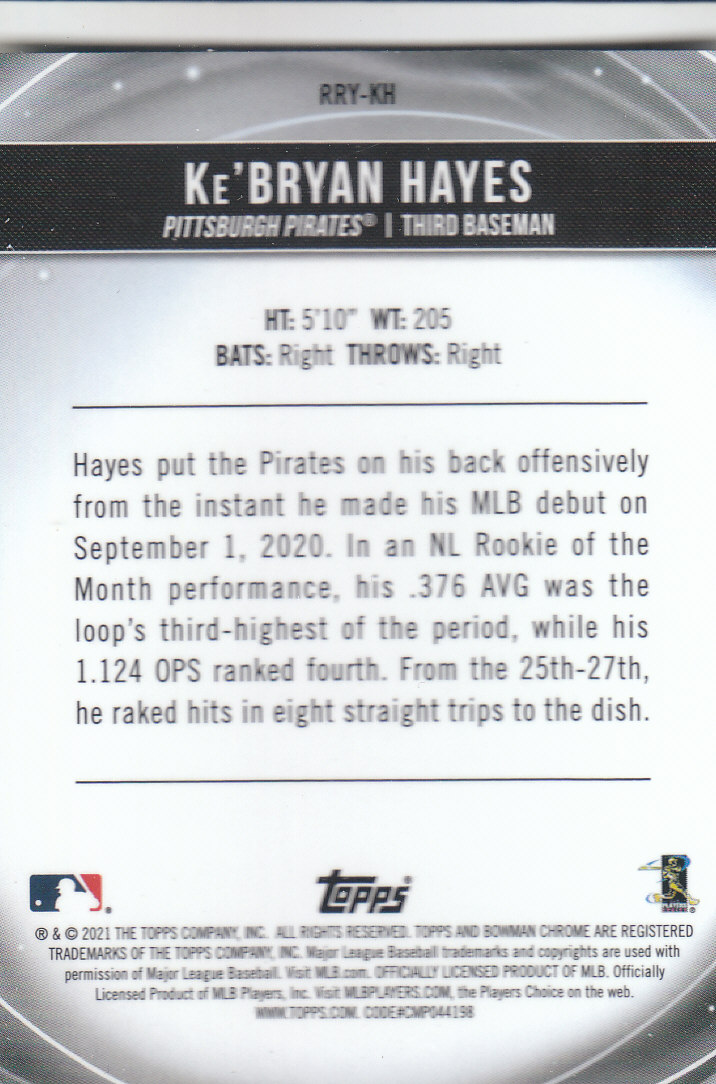 RRY-KH
KE'BRYAN HAYES
PITTSBURGH PIRATES® | THIRD BASEMAN
HT: 5'10" WT: 205
BATS: Right THROWS: Right
Hayes put the Pirates on his back offensively
from the instant he made his MLB debut on
September 1, 2020. In an NL Rookie of the
Month performance, his .376 AVG was the
loop's third-highest of the period, while his
1.124 OPS ranked fourth. From the 25th-27th,
he raked hits in eight straight trips to the dish.
topps®
PLAYERS
CHOICE
® & © 2021 THE TOPPS COMPANY, INC. ALL RIGHTS RESERVED. TOPPS AND BOWMAN CHROME ARE REGISTERED
TRADEMARKS OF THE TOPPS COMPANY, INC. Major League Baseball trademarks and copyrights are used with
permission of Major League Baseball. Visit MLB.com. OFFICIALLY LICENSED PRODUCT OF MLB. Officially
Licensed Product of MLB Players, Inc. Visit MLBPLAYERS.COM, the Players Choice on the web.
WWW.TOPPS.COM. CODE#CMP044198